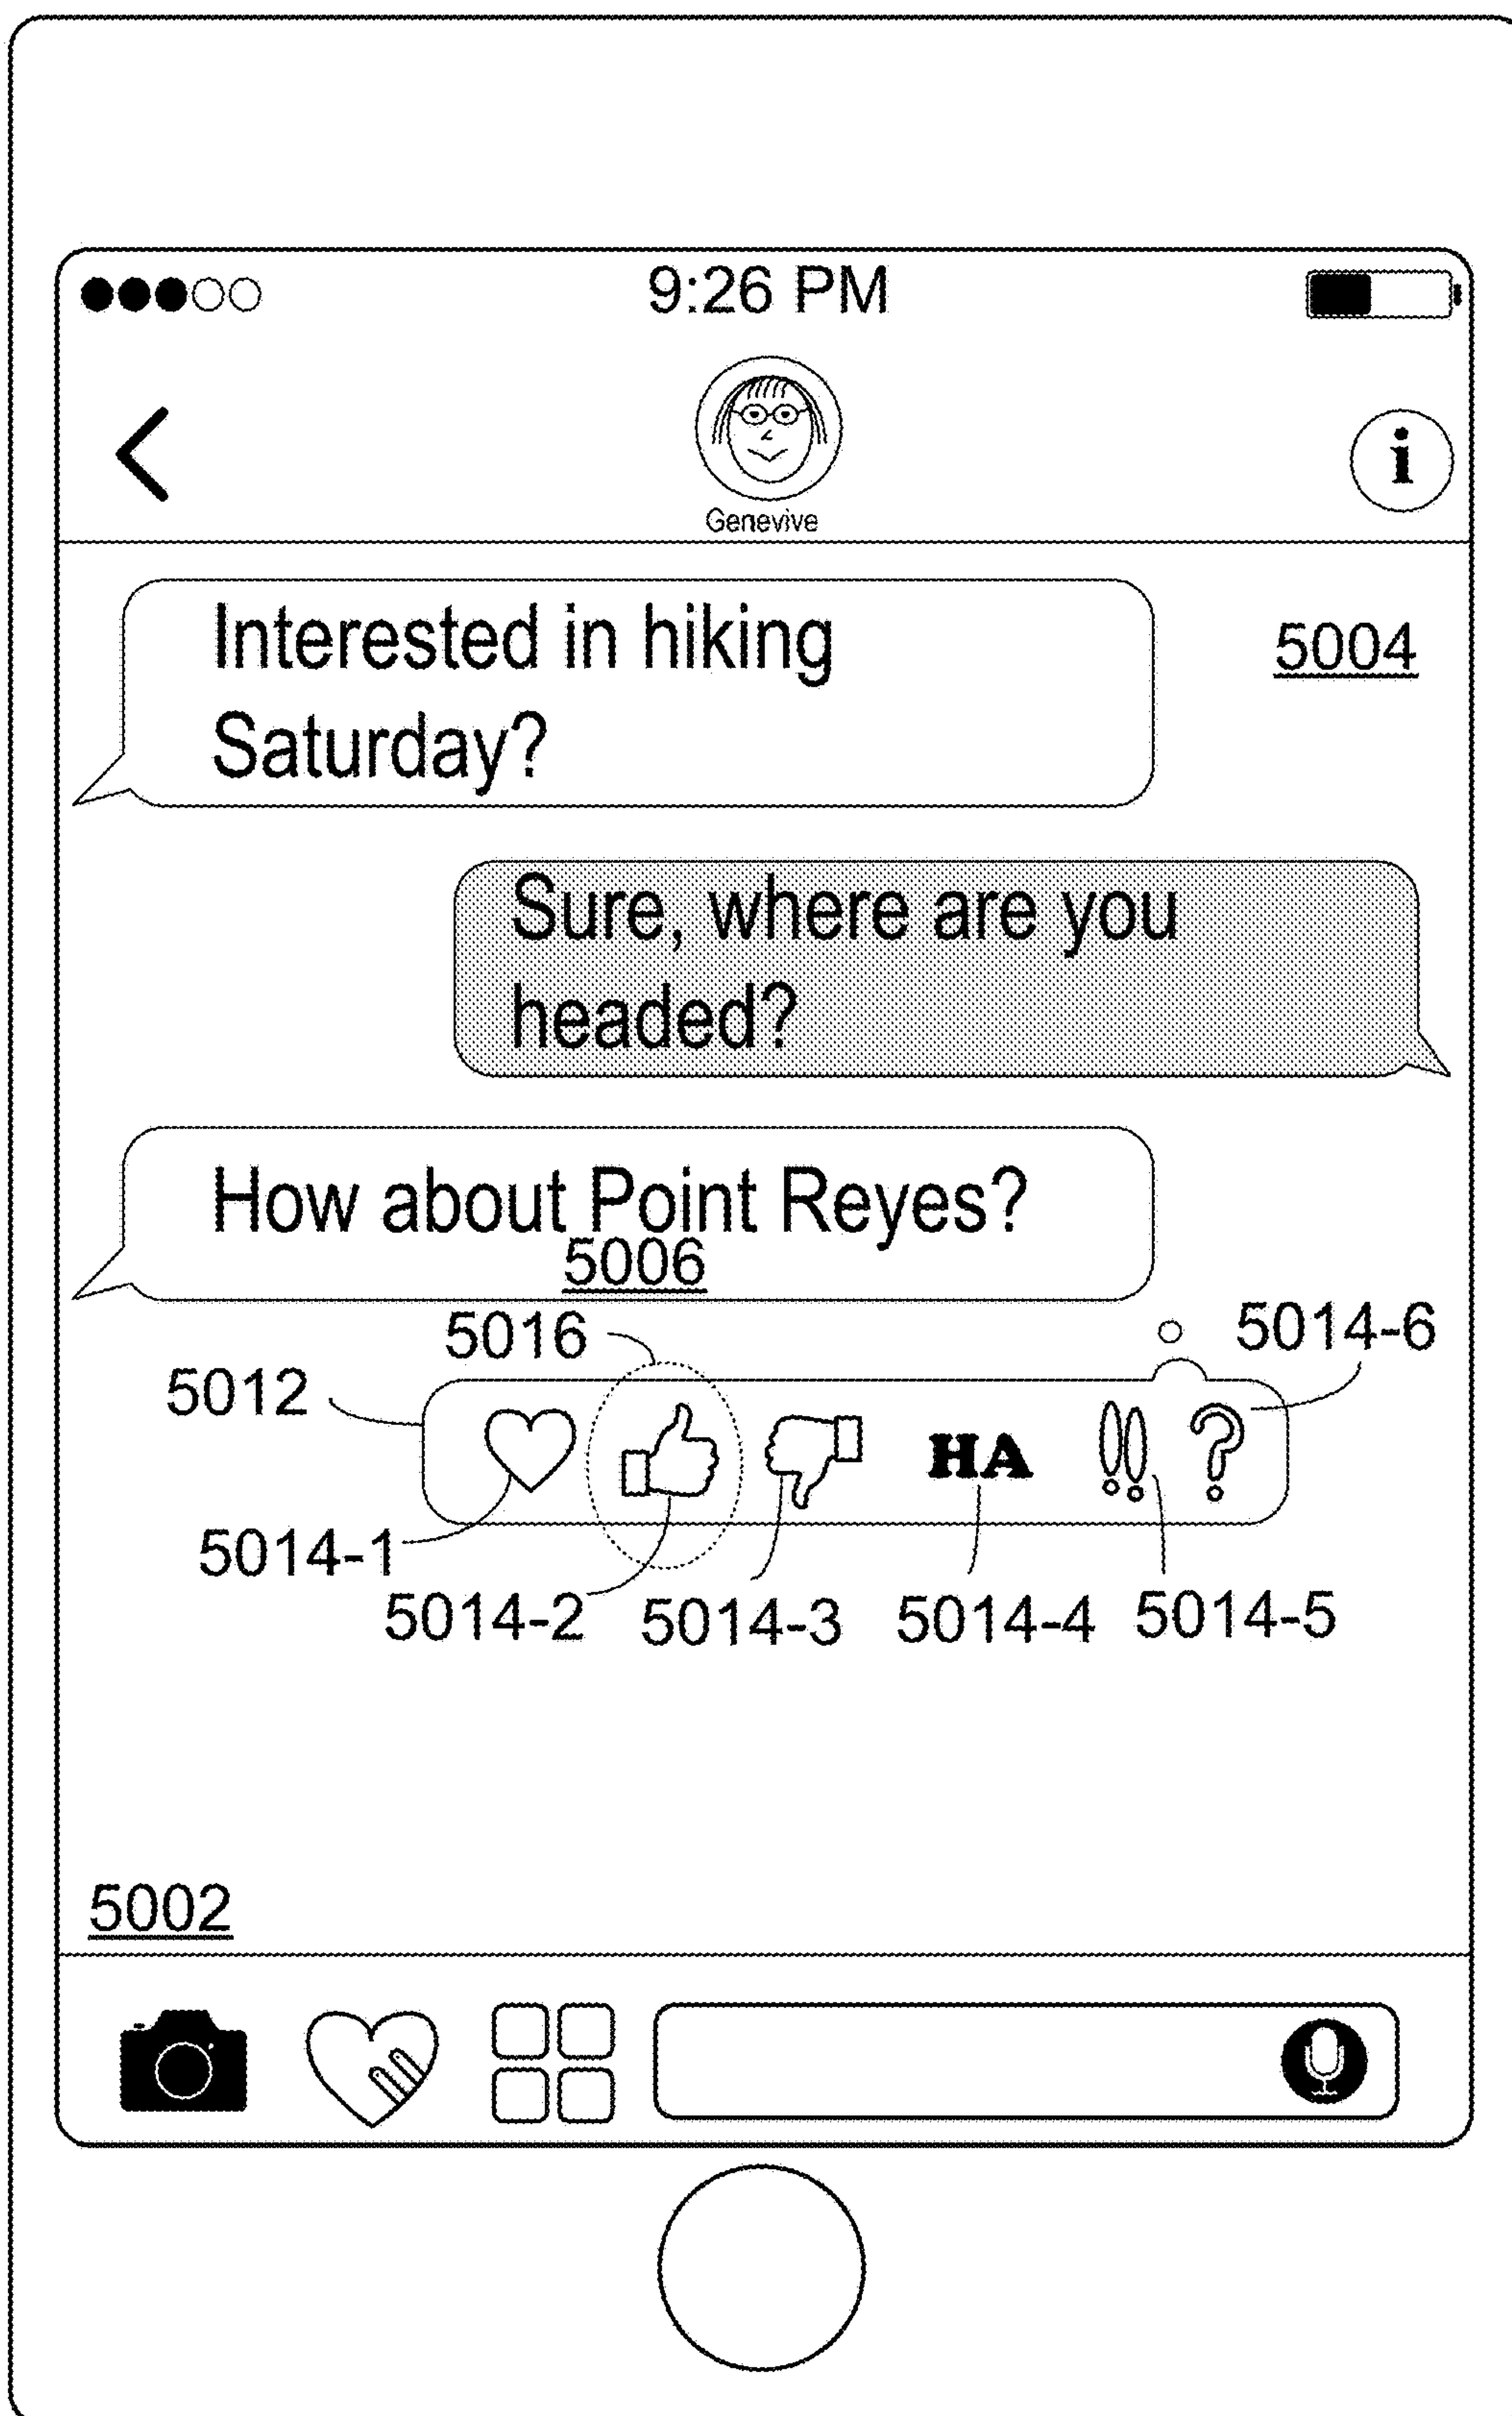 9:26 PM
i
Genevive
Interested in hiking
Saturday?
5004
Sure, where are you
headed?
How about Point Reyes?
5006
5016
5014-6
5012
HA
!!
?
5014-1
5014-2
5014-3
5014-4
5014-5
5002